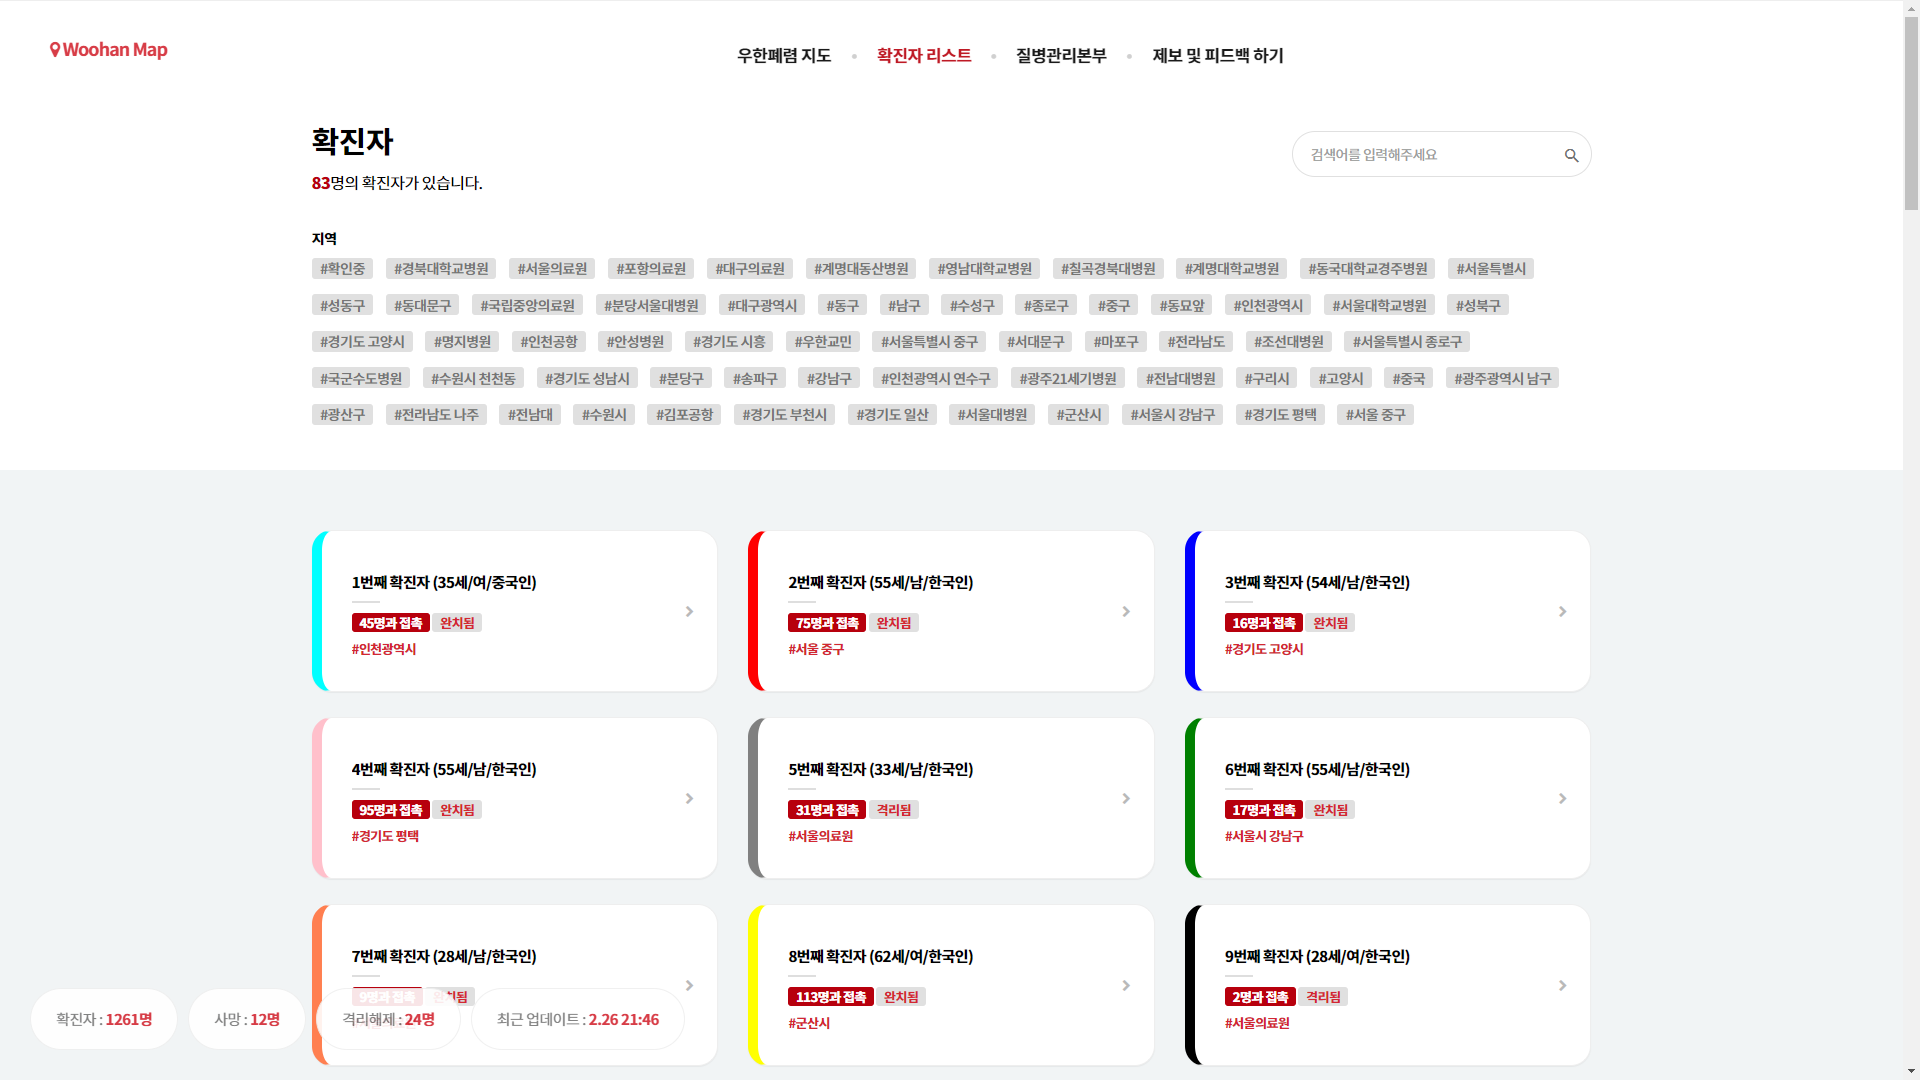 Woohan Map
우한폐렴 지도 • 확진자 리스트 • 질병관리본부 • 제보 및 피드백 하기
확진자
검색어를 입력해주세요
83명의 확진자가 있습니다.
지역
#확인중 #경북대학교병원 #서울의료원 #포항의료원 #대구의료원 #계명대동산병원 #영남대학교병원 #칠곡경북대병원 #계명대학교병원 #동국대학교경주병원 #서울특별시
#성동구 #동대문구 #국립중앙의료원 #분당서울대병원 #대구광역시 #동구 #남구 #수성구 #종로구 #중구 #동묘앞 #인천광역시 #서울대학교병원 #성북구
#경기도 고양시 #명지병원 #인천공항 #안성병원 #경기도 시흥 #우한교민 #서울특별시 중구 #서대문구 #마포구 #전라남도 #조선대병원 #서울특별시 종로구
#국군수도병원 #수원시 천천동 #경기도 성남시 #분당구 #송파구 #강남구 #인천광역시 연수구 #광주21세기병원 #전남대병원 #구리시 #고양시 #중국 #광주광역시 남구
#광산구 #전라남도 나주 #전남대 #수원시 #김포공항 #경기도 부천시 #경기도 일산 #서울대병원 #군산시 #서울시 강남구 #경기도 평택 #서울 중구
1번째 확진자 (35세/여/중국인)
45명과 접촉 완치됨
#인천광역시
2번째 확진자 (55세/남/한국인)
75명과 접촉 완치됨
#서울 중구
3번째 확진자 (54세/남/한국인)
16명과 접촉 완치됨
#경기도 고양시
4번째 확진자 (55세/남/한국인)
95명과 접촉 완치됨
#경기도 평택
5번째 확진자 (33세/남/한국인)
31명과 접촉 격리됨
#서울의료원
6번째 확진자 (55세/남/한국인)
17명과 접촉 완치됨
#서울시 강남구
7번째 확진자 (28세/남/한국인)
9명과 접촉 완치됨
8번째 확진자 (62세/여/한국인)
113명과 접촉 완치됨
#군산시
9번째 확진자 (28세/여/한국인)
2명과 접촉 격리됨
#서울의료원
확진자 : 1261명 사망 : 12명 격리해제 : 24명 최근 업데이트 : 2.26 21:46